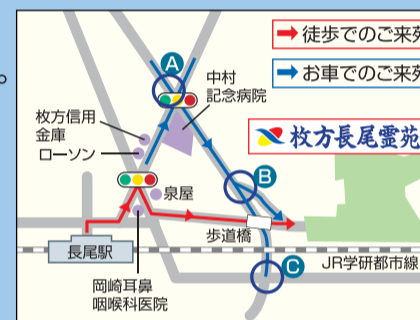 徒歩でのご来苑
お車でのご来苑
A
中村
記念病院
枚方信用
金庫
ローソン
枚方長尾霊苑
B
泉屋
歩道橋
長尾駅
C
JR学研都市線
岡崎耳鼻
咽喉科医院